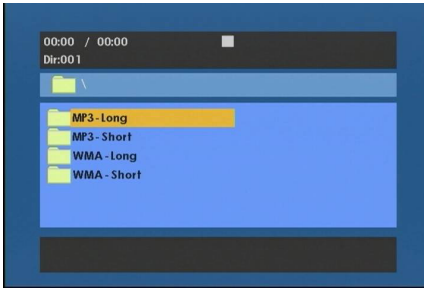 00:00 / 00:00
Dir:001
\
MP3-Long
MP3-Short
WMA-Long
WMA-Short